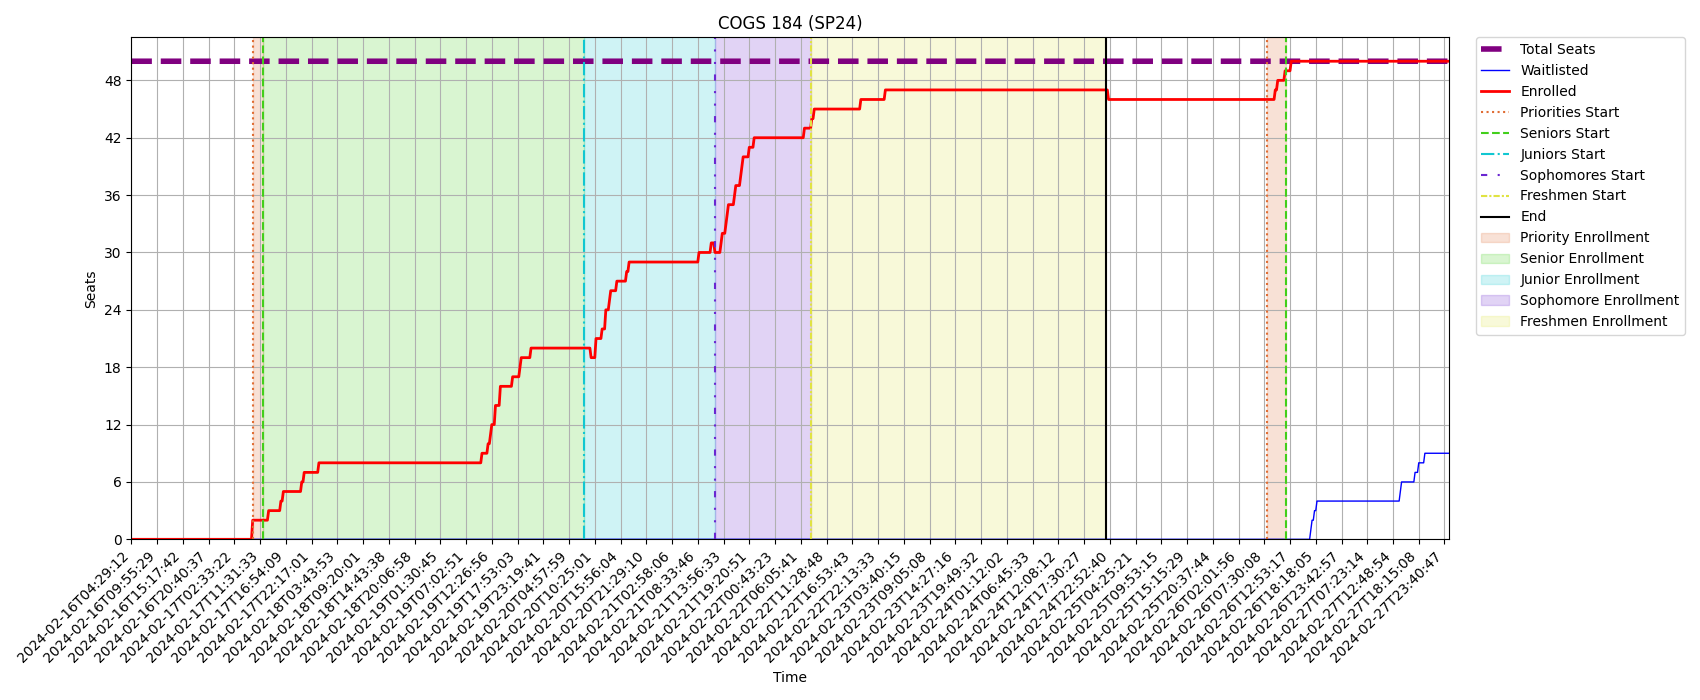 COGS 184 (SP24)
Seats
48
42
36
30
24
18
12
6
0
2024-02-16T04:29:12
2024-02-16T09:55:29
2024-02-16T15:17:42
2024-02-16T20:40:37
2024-02-17T02:33:22
2024-02-17T11:31:33
2024-02-17T16:54:09
2024-02-17T22:17:01
2024-02-18T03:43:53
2024-02-18T09:20:01
2024-02-18T14:43:38
2024-02-18T20:06:58
2024-02-19T01:30:45
2024-02-19T07:02:51
2024-02-19T12:26:56
2024-02-19T17:53:03
2024-02-19T23:19:41
2024-02-20T04:57:59
2024-02-20T10:25:01
2024-02-20T15:56:04
2024-02-20T21:29:10
2024-02-21T02:58:06
2024-02-21T08:33:46
2024-02-21T13:56:33
2024-02-21T19:20:51
2024-02-22T00:43:23
2024-02-22T06:05:41
2024-02-22T11:28:48
2024-02-22T16:53:43
2024-02-22T22:13:33
2024-02-23T03:40:15
2024-02-23T09:05:08
2024-02-23T14:27:16
2024-02-23T19:49:32
2024-02-24T01:12:02
2024-02-24T06:45:33
2024-02-24T12:08:12
2024-02-24T17:30:27
2024-02-24T22:52:40
2024-02-25T04:25:21
2024-02-25T09:53:15
2024-02-25T15:15:29
2024-02-25T20:37:44
2024-02-26T02:01:56
2024-02-26T07:30:08
2024-02-26T12:53:17
2024-02-26T18:18:05
2024-02-26T23:42:57
2024-02-27T07:23:14
2024-02-27T12:48:54
2024-02-27T18:15:08
2024-02-27T23:40:47
Time
Total Seats
Waitlisted
Enrolled
Priorities Start
Seniors Start
Juniors Start
Sophomores Start
Freshmen Start
End
Priority Enrollment
Senior Enrollment
Junior Enrollment
Sophomore Enrollment
Freshmen Enrollment